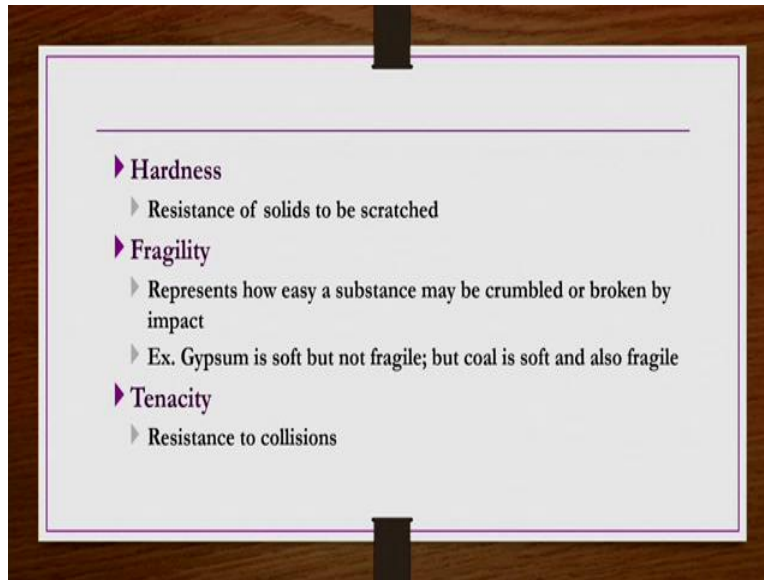 Hardness
Resistance of solids to be scratched
Fragility
Represents how easy a substance may be crumbled or broken by
impact
Ex. Gypsum is soft but not fragile; but coal is soft and also fragile
Tenacity
Resistance to collisions